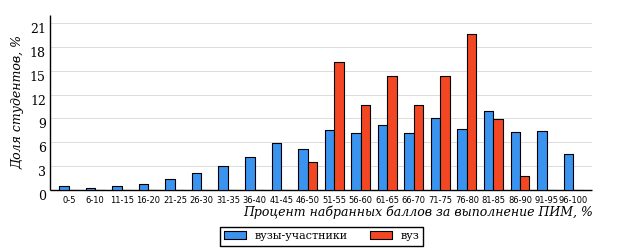 21
18
15
12
9
6
3
0
Доля студентов, %
0-5 6-10 11-15 16-20 21-25 26-30 31-35 36-40 41-45 46-50 51-55 56-60 61-65 66-70 71-75 76-80 81-85 86-90 91-95 96-100
Процент набранных баллов за выполнение ПИМ, %
вузы-участники вуз